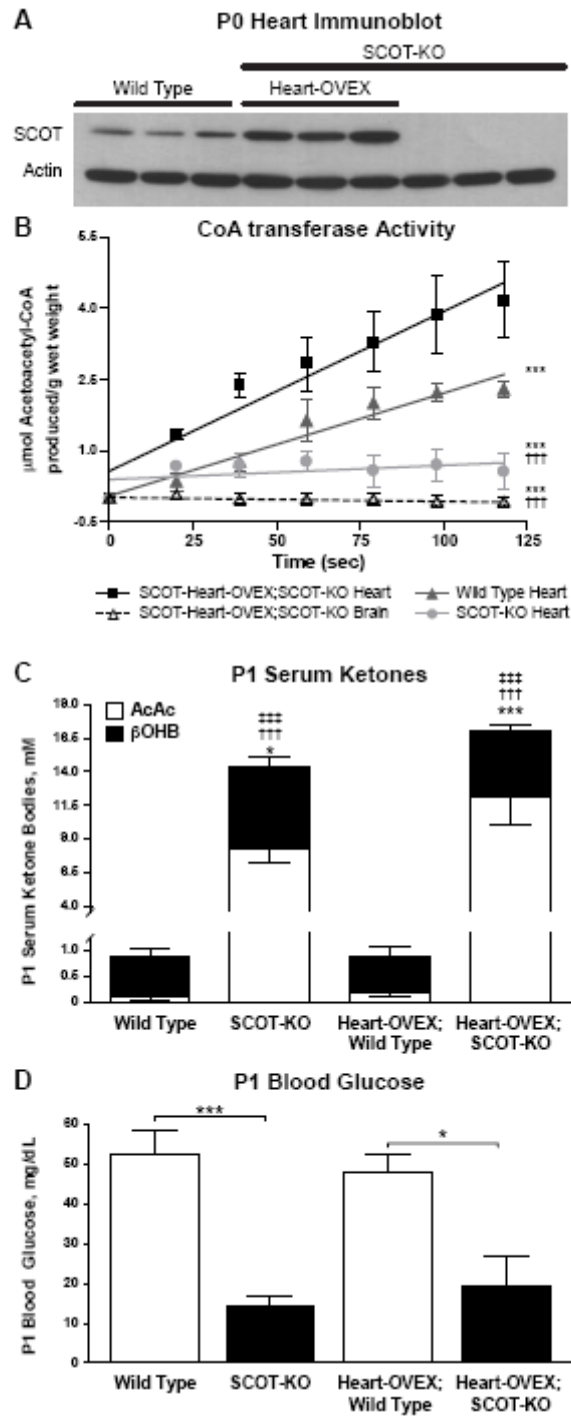 A P0 Heart Immunoblot
SCOT-KO
Wild Type Heart-OVEX
SCOT
Actin
B CoA transferase Activity
μmol Acetoacetyl-CoA
produced/g wet weight
5.5
4.0
2.5
1.0
-0.5
***
***
†††
***
†††
0 25 50 75 100 125
Time (sec)
SCOT-Heart-OVEX;SCOT-KO Heart Wild Type Heart
SCOT-Heart-OVEX;SCOT-KO Brain SCOT-KO Heart
C P1 Serum Ketones
P1 Serum Ketone Bodies, mM
AcAc
βOHB
19.0
16.5
14.0
11.5
9.0
6.5
4.0
1.0
0.5
0
‡‡‡
†††
*
‡‡‡
†††
***
Wild Type SCOT-KO Heart-OVEX; Heart-OVEX;
Wild Type SCOT-KO
D P1 Blood Glucose
P1 Blood Glucose, mg/dL
60
50
40
30
20
10
0
***
*
Wild Type SCOT-KO Heart-OVEX; Heart-OVEX;
Wild Type SCOT-KO